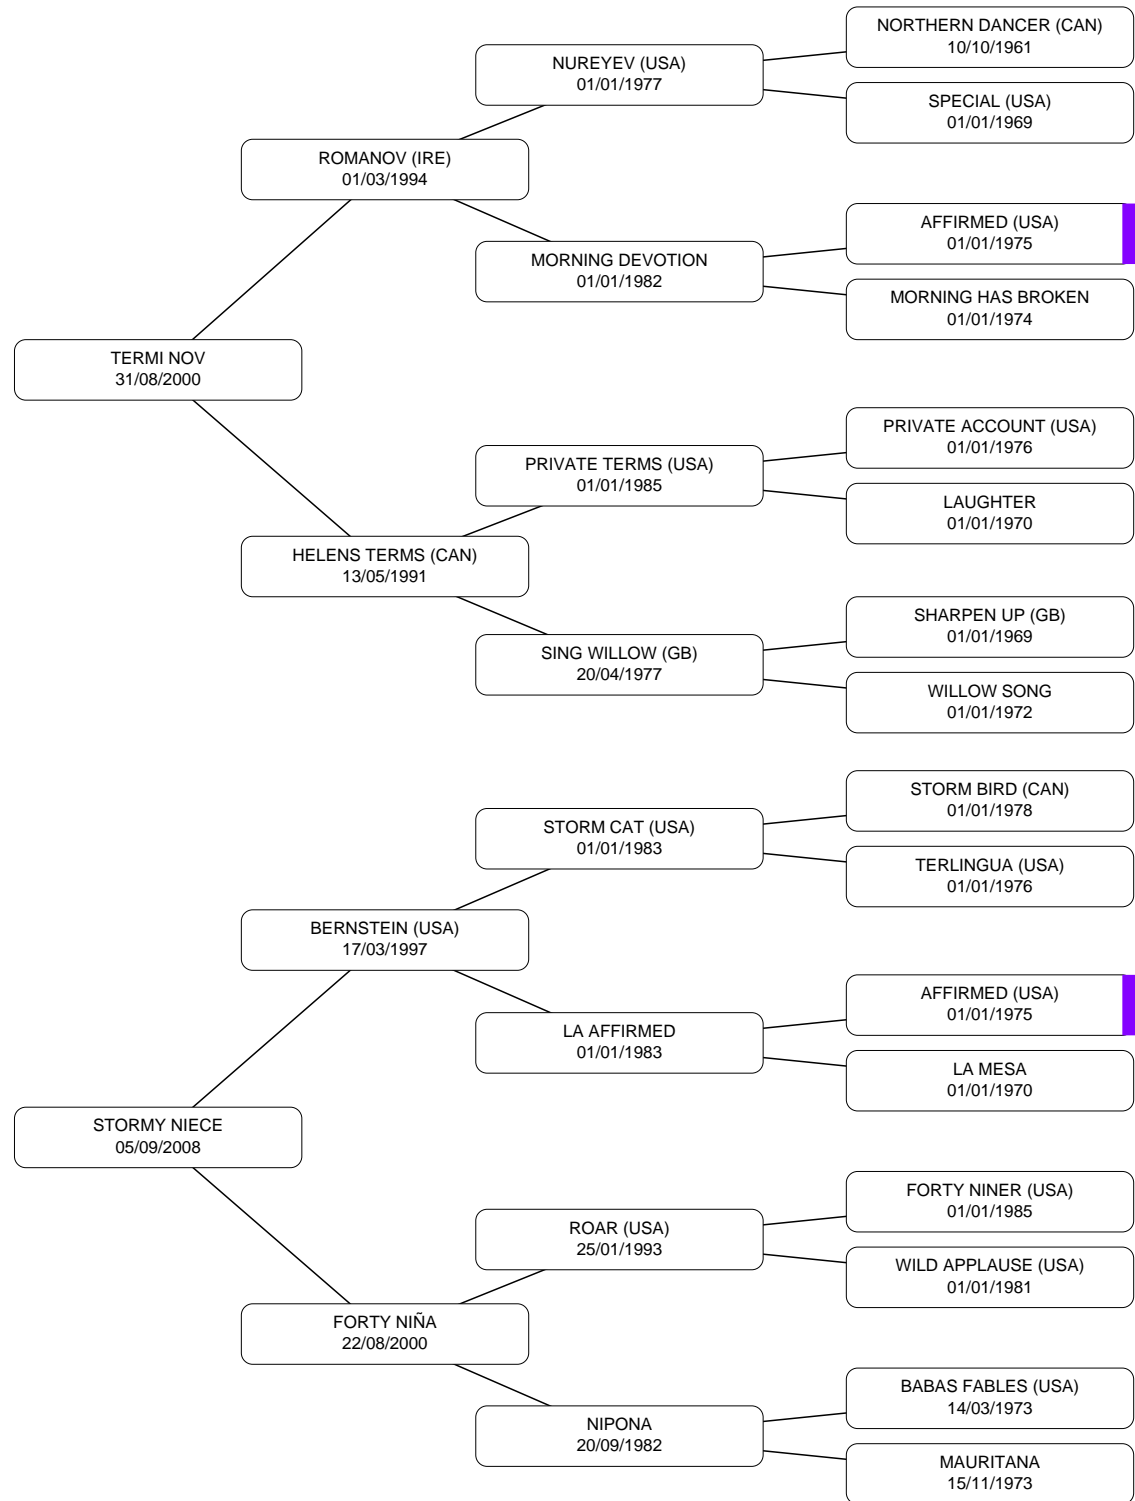 NORTHERN DANCER (CAN)
10/10/1961
NUREYEV (USA)
01/01/1977
SPECIAL (USA)
01/01/1969
ROMANOV (IRE)
01/03/1994
AFFIRMED (USA)
01/01/1975
MORNING DEVOTION
01/01/1982
MORNING HAS BROKEN
01/01/1974
TERMI NOV
31/08/2000
PRIVATE ACCOUNT (USA)
01/01/1976
PRIVATE TERMS (USA)
01/01/1985
LAUGHTER
01/01/1970
HELENS TERMS (CAN)
13/05/1991
SHARPEN UP (GB)
01/01/1969
SING WILLOW (GB)
20/04/1977
WILLOW SONG
01/01/1972
STORM BIRD (CAN)
01/01/1978
STORM CAT (USA)
01/01/1983
TERLINGUA (USA)
01/01/1976
BERNSTEIN (USA)
17/03/1997
AFFIRMED (USA)
01/01/1975
LA AFFIRMED
01/01/1983
LA MESA
01/01/1970
STORMY NIECE
05/09/2008
FORTY NINER (USA)
01/01/1985
ROAR (USA)
25/01/1993
WILD APPLAUSE (USA)
01/01/1981
FORTY NIÑA
22/08/2000
BABAS FABLES (USA)
14/03/1973
NIPONA
20/09/1982
MAURITANA
15/11/1973